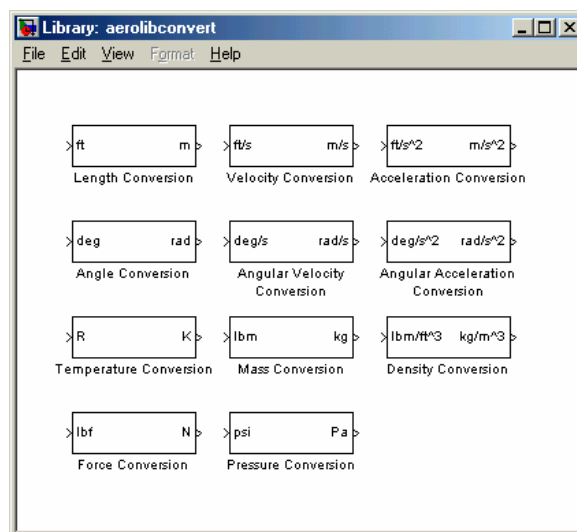 Library: aerolibconvert
File Edit View Format Help
ft m ft/s m/s ft/s^2 m/s^2
Length Conversion Velocity Conversion Acceleration Conversion
deg rad deg/s rad/s deg/s^2 rad/s^2
Angle Conversion Angular Velocity Angular Acceleration
Conversion Conversion
R K lbm kg lbm/ft^3 kg/m^3
Temperature Conversion Mass Conversion Density Conversion
lbf N psi Pa
Force Conversion Pressure Conversion